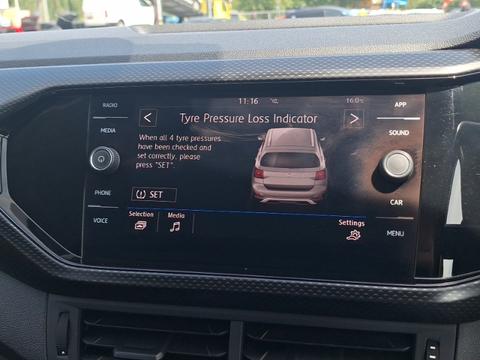 RADIO
MEDIA
PHONE
VOICE
11:16
16.0°C
< Tyre Pressure Loss Indicator >
When all 4 tyre pressures
have been checked and
set correctly, please
press "SET".
SET
Selection
Media
Settings
APP
SOUND
CAR
MENU